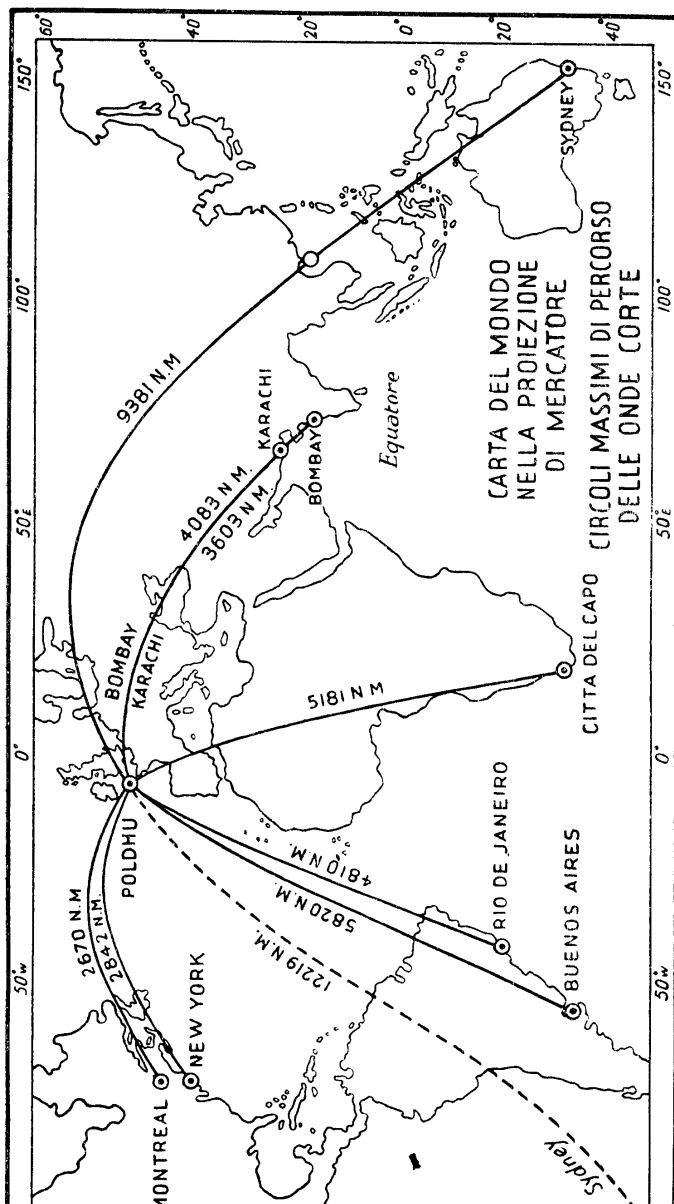 60
40
20
0°
20
40
150°
100°
50°E
0°
50°W
150°
100°
50°E
0°
50°W
MONTREAL
NEW YORK
POLDHU
2670 N.M
2842 N.M.
12219 N.M.
Sydney
5820 N.M.
4810 N.M.
BUENOS AIRES
RIO DE JANEIRO
5181 N M
CITTA DEL CAPO
BOMBAY
KARACHI
4083 N M.
3603 N M.
KARACHI
BOMBAY
9381 N.M
SYDNEY
Equatore
CARTA DEL MONDO
NELLA PROIEZIONE
DI MERCATORE
CIRCOLI MASSIMI DI PERCORSO
DELLE ONDE CORTE